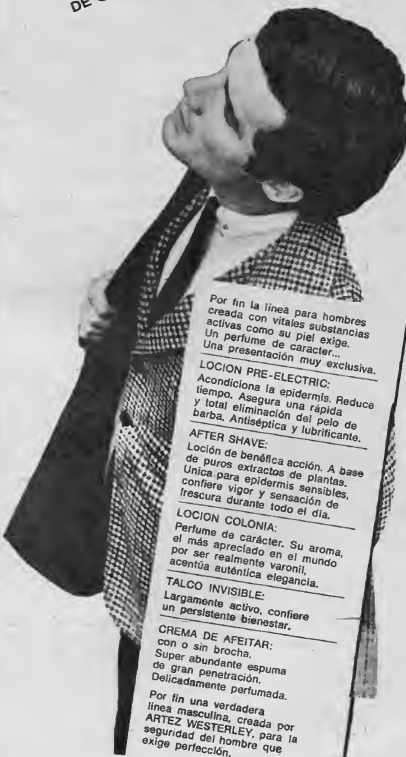 DE
Por fin la línea para hombres
creada con vitales substancias
activas como su piel exige.
Un perfume de caracter...
Una presentación muy exclusiva.
LOCION PRE-ELECTRIC:
Acondiciona la epidermis. Reduce
tiempo. Asegura una rápida
y total eliminación del pelo de
barba. Antiséptica y lubrificante.
AFTER SHAVE:
Loción de benéfica acción. A base
de puros extractos de plantas.
Unica para epidermis sensibles,
confiere vigor y sensación de
frescura durante todo el día.
LOCION COLONIA:
Perfume de carácter. Su aroma,
el más apreciado en el mundo
por ser realmente varonil,
acentúa auténtica elegancia.
TALCO INVISIBLE:
Largamente activo, confiere
un persistente bienestar.
CREMA DE AFEITAR:
con o sin brocha.
Super abundante espuma
de gran penetración.
Delicadamente perfumada.
Por fin una verdadera
línea masculina, creada por
ARTEZ WESTERLEY, para la
seguridad del hombre que
exige perfección.